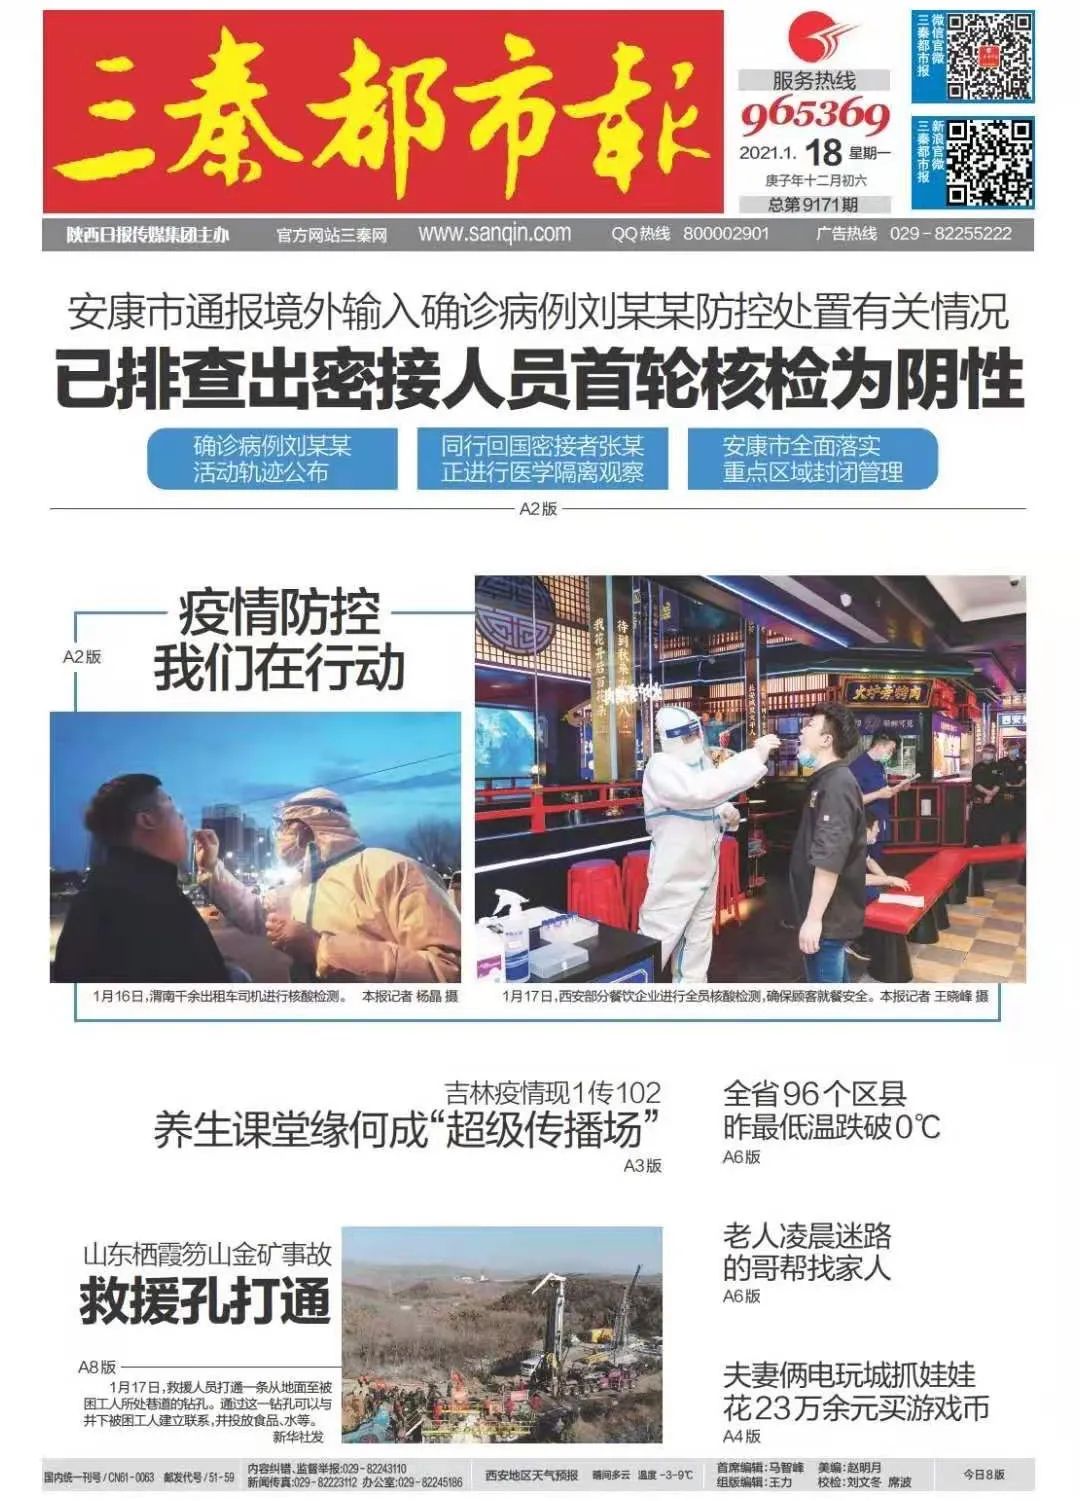 三秦都市报
服务热线
965369
2021.1.18 星期一
庚子年十二月初六
总第9171期
微信官微
三秦都市报
新浪官微
三秦都市报
陕西日报传媒集团主办 官方网站三秦网 www.sanqin.com QQ热线 800002901 广告热线 029-82255222
安康市通报境外输入确诊病例刘某某防控处置有关情况
已排查出密接人员首轮核检为阴性
确诊病例刘某某
活动轨迹公布
同行回国密接者张某
正进行医学隔离观察
安康市全面落实
重点区域封闭管理
A2版
疫情防控
我们在行动
A2版
待到秋来九月八
我花开后百花杀
火炉旁烤肉
1月16日,渭南千余出租车司机进行核酸检测。 本报记者 杨晶 摄
1月17日,西安部分餐饮企业进行全员核酸检测,确保顾客就餐安全。本报记者 王晓峰 摄
吉林疫情现1传102
养生课堂缘何成“超级传播场”
A3版
全省96个区县
昨最低温跌破0℃
A6版
老人凌晨迷路
的哥帮找家人
A6版
山东栖霞笏山金矿事故
救援孔打通
A8版
1月17日,救援人员打通一条从地面至被
困工人所处巷道的钻孔。通过这一钻孔可以与
井下被困工人建立联系,并投放食品、水等。
新华社发
夫妻俩电玩城抓娃娃
花23万余元买游戏币
A4版
国内统一刊号/CN61-0063 邮发代号/51-59
内容纠错、监督举报:029-82243110
新闻传真:029-82223112 办公室:029-82245186
西安地区天气预报 晴间多云 温度 -3-9℃
首席编辑:马智峰 美编:赵明月
组版编辑:王力 校检:刘文冬 席波
今日8版